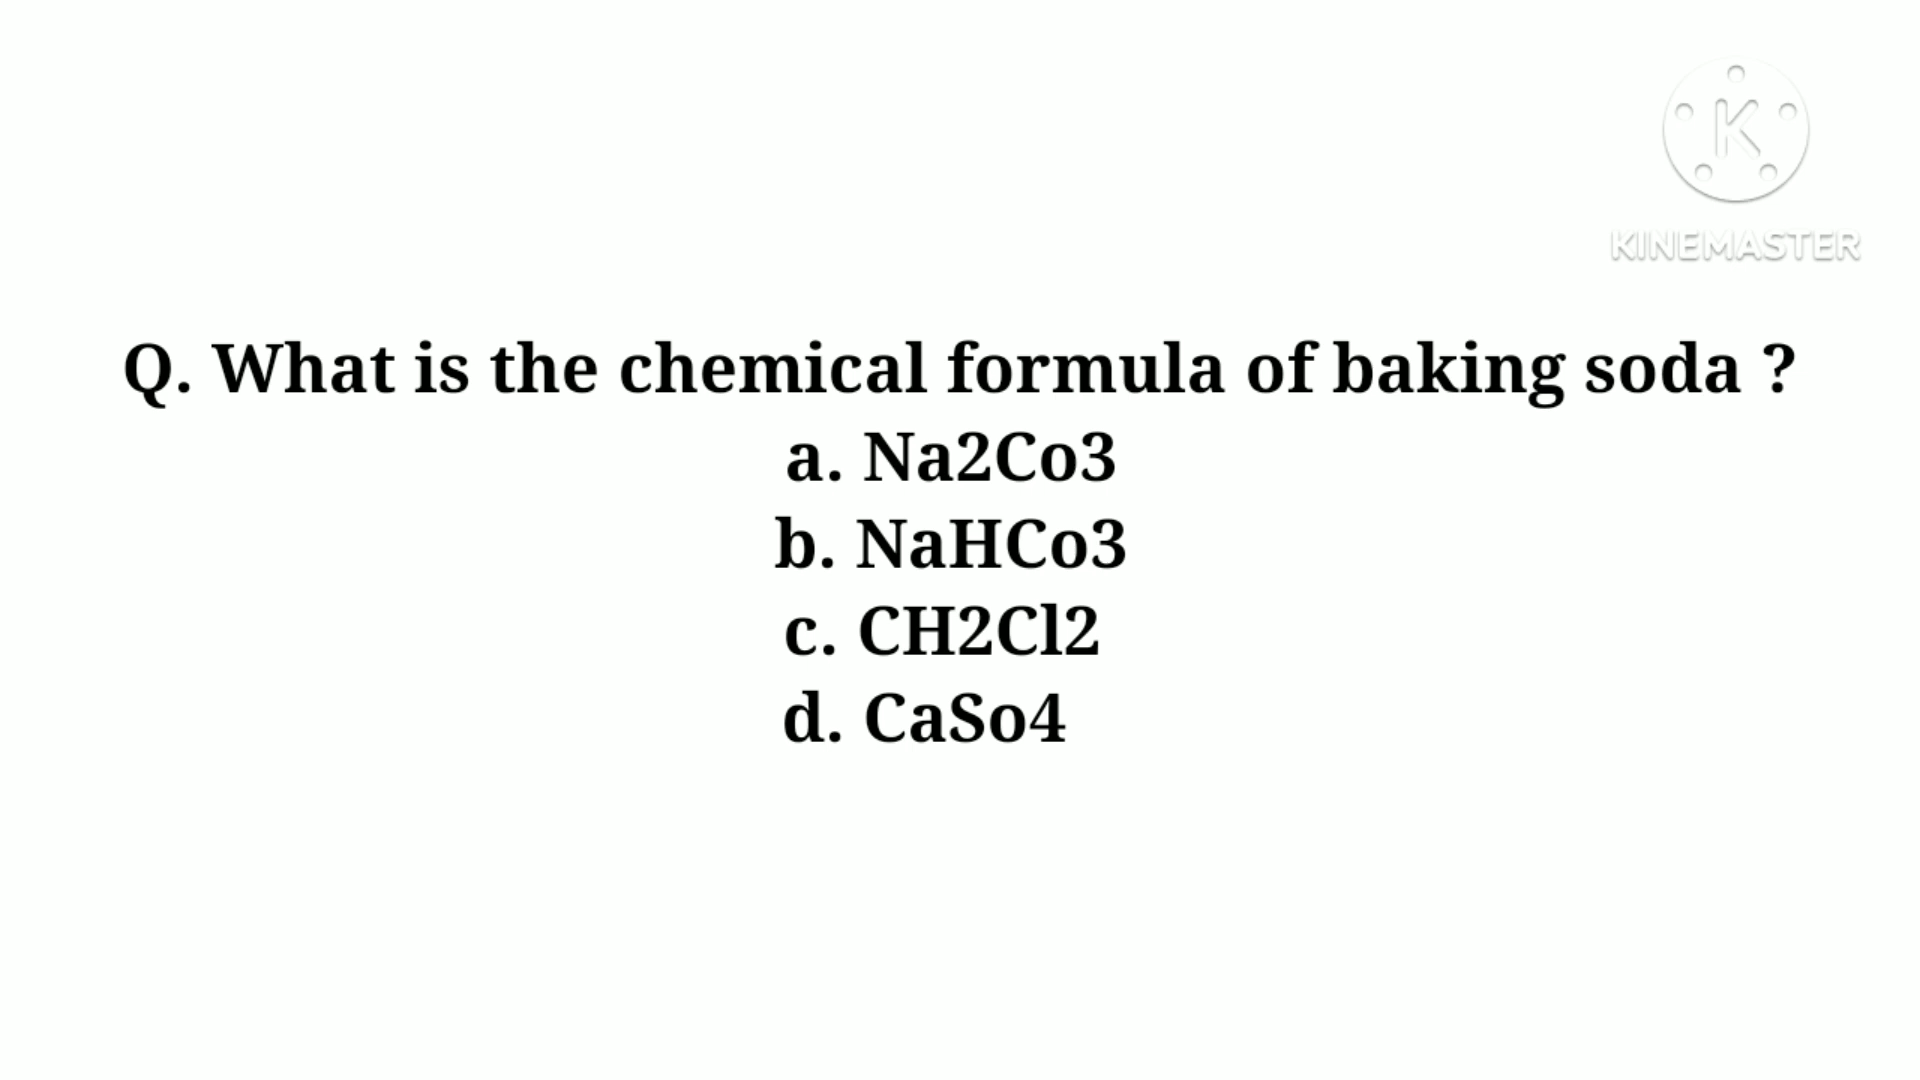 K
KINEMASTER
Q. What is the chemical formula of baking soda ?
a. Na2Co3
b. NaHCo3
c. CH2Cl2
d. CaSo4